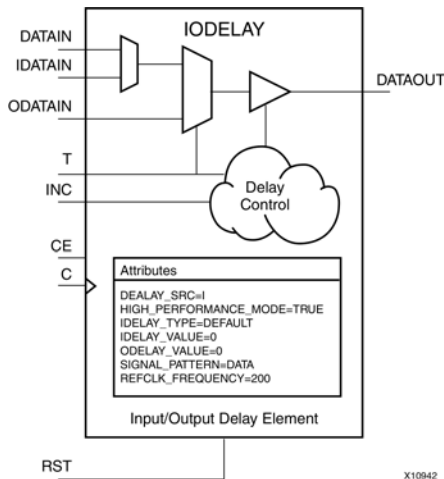 IODELAY
DATAIN
IDATAIN
ODATAIN
DATAOUT
T
INC
Delay
Control
CE
C
Attributes
DEALAY_SRC=I
HIGH_PERFORMANCE_MODE=TRUE
IDELAY_TYPE=DEFAULT
IDELAY_VALUE=0
ODELAY_VALUE=0
SIGNAL_PATTERN=DATA
REFCLK_FREQUENCY=200
Input/Output Delay Element
RST
X10942